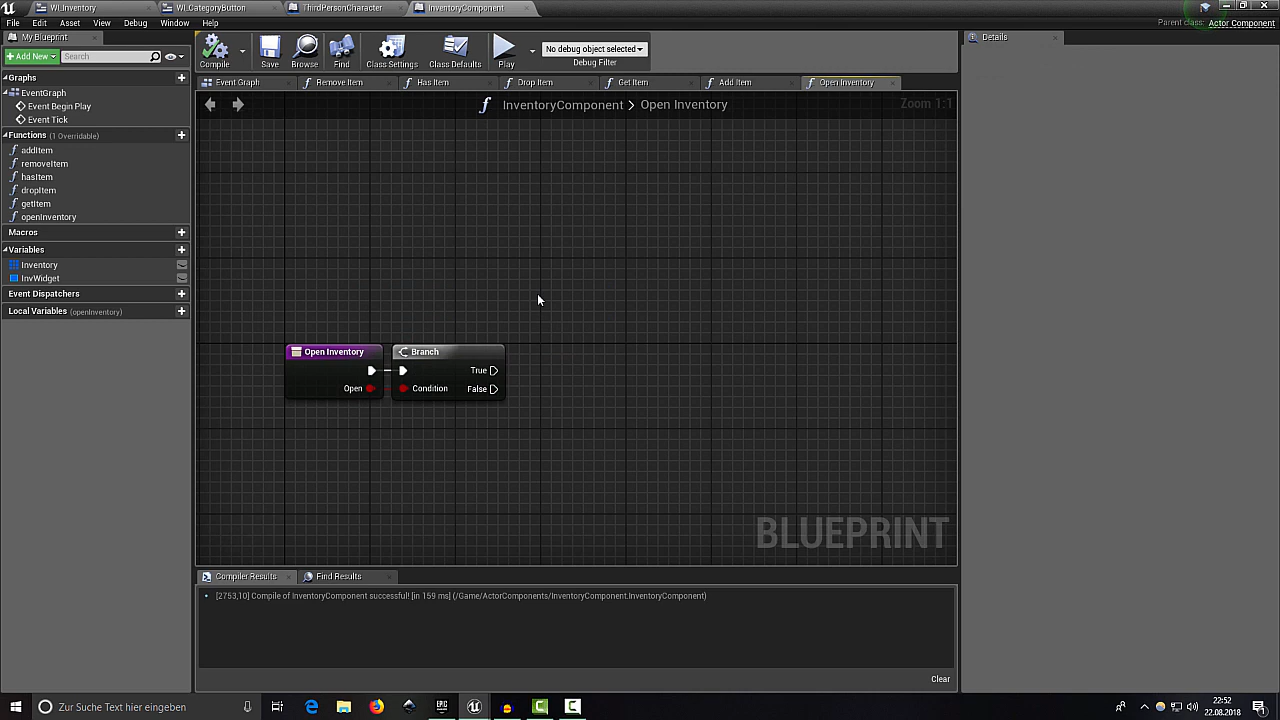 WI_Inventory
WI_CategoryButton
ThirdPersonCharacter
InventoryComponent
File Edit Asset View Debug Window Help
Parent class: Actor Component
My Blueprint
Details
Add New
Search
Compile
Save
Browse
Find
Class Settings
Class Defaults
Play
No debug object selected
Debug Filter
Graphs
EventGraph
Event Begin Play
Event Tick
Functions (1 Overridable)
addItem
removeItem
hasItem
dropItem
getItem
openInventory
Macros
Variables
Inventory
InvWidget
Event Dispatchers
Local Variables (openInventory)
Event Graph
Remove Item
Has Item
Drop Item
Get Item
Add Item
Open Inventory
InventoryComponent > Open Inventory
Zoom 1:1
Open Inventory
Open
Branch
True
Condition
False
BLUEPRINT
Compiler Results
Find Results
[2753,10] Compile of InventoryComponent successful! [in 159 ms] (/Game/ActorComponents/InventoryComponent.InventoryComponent)
Clear
Zur Suche Text hier eingeben
EPIC
22:52
22.08.2018